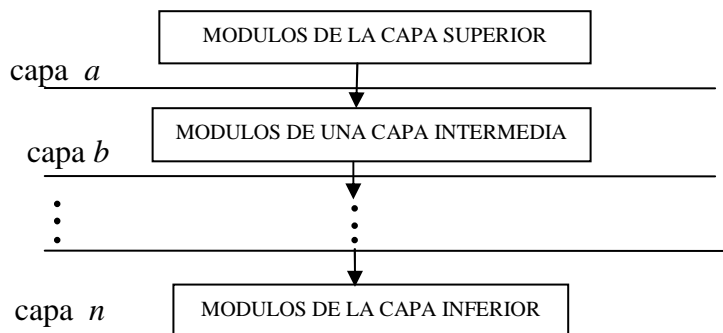 MODULOS DE LA CAPA SUPERIOR
capa a
MODULOS DE UNA CAPA INTERMEDIA
capa b
capa n
MODULOS DE LA CAPA INFERIOR